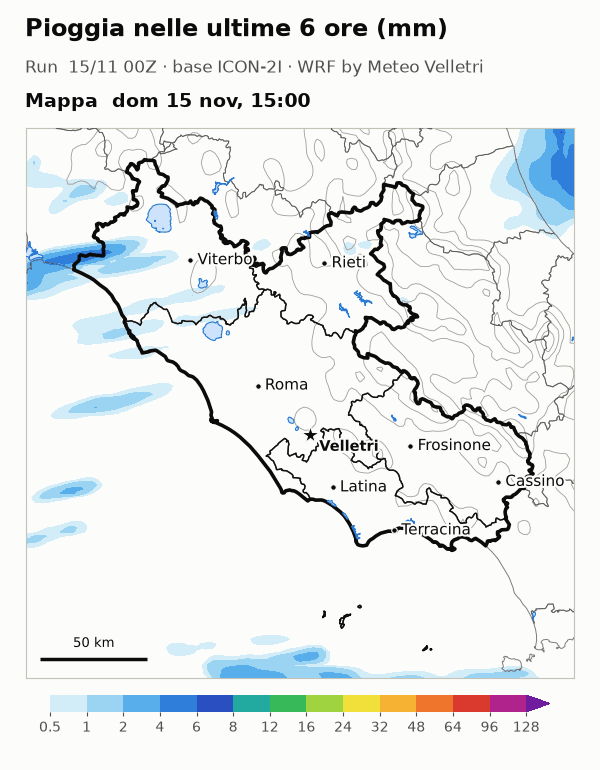 Pioggia nelle ultime 6 ore (mm)
Run 15/11 00Z · base ICON-2I · WRF by Meteo Velletri
Mappa dom 15 nov, 15:00
Viterbo
Rieti
Roma
Velletri
Frosinone
Latina
Cassino
Terracina
50 km
0.5 1 2 4 6 8 12 16 24 32 48 64 96 128